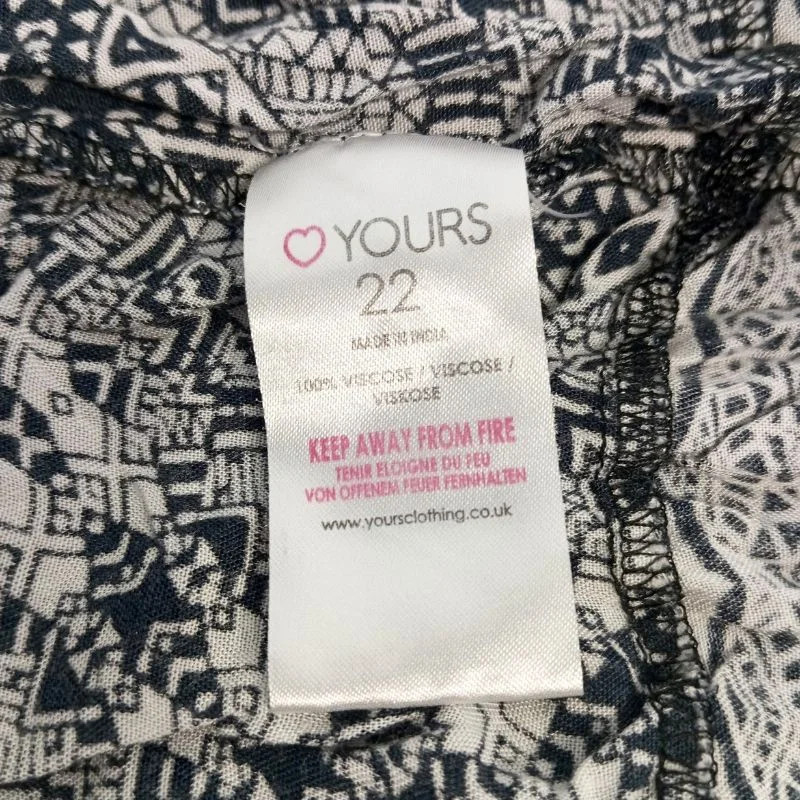 YOURS
22
MADE IN INDIA
100% VISCOSE / VISCOSE /
VISKOSE
KEEP AWAY FROM FIRE
TENIR ELOIGNE DU FEU
VON OFFENEM FEUER FERNHALTEN
www.yoursclothing.co.uk